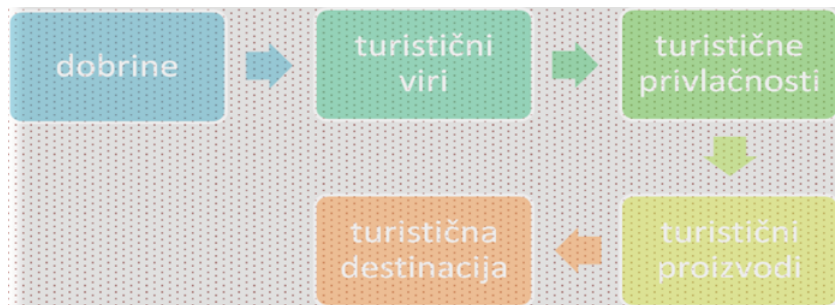 dobrine
turistični
viri
turistične
privlačnosti
turistični
proizvodi
turistična
destinacija